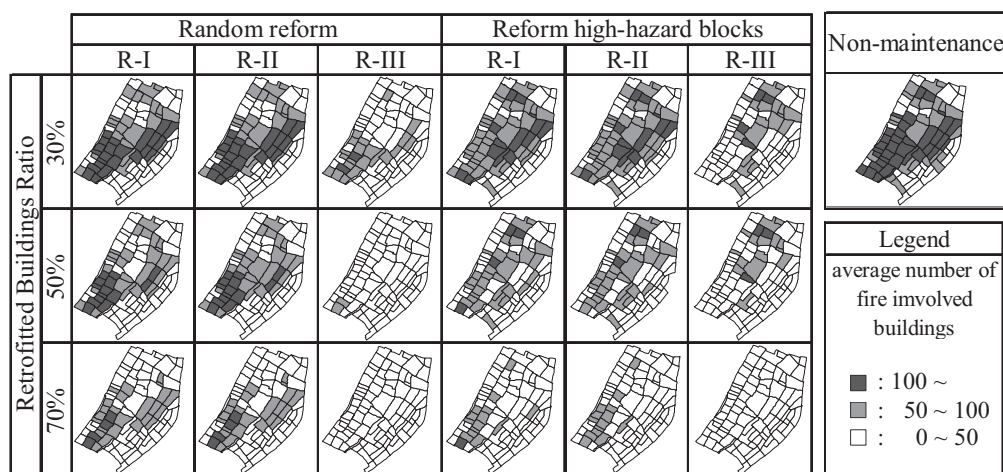 Random reform
Reform high-hazard blocks
Non-maintenance
R-I
R-II
R-III
R-I
R-II
R-III
Retrofitted Buildings Ratio
30%
50%
70%
Legend
average number of
fire imvolved
buildings
: 100 ~
: 50 ~ 100
: 0 ~ 50